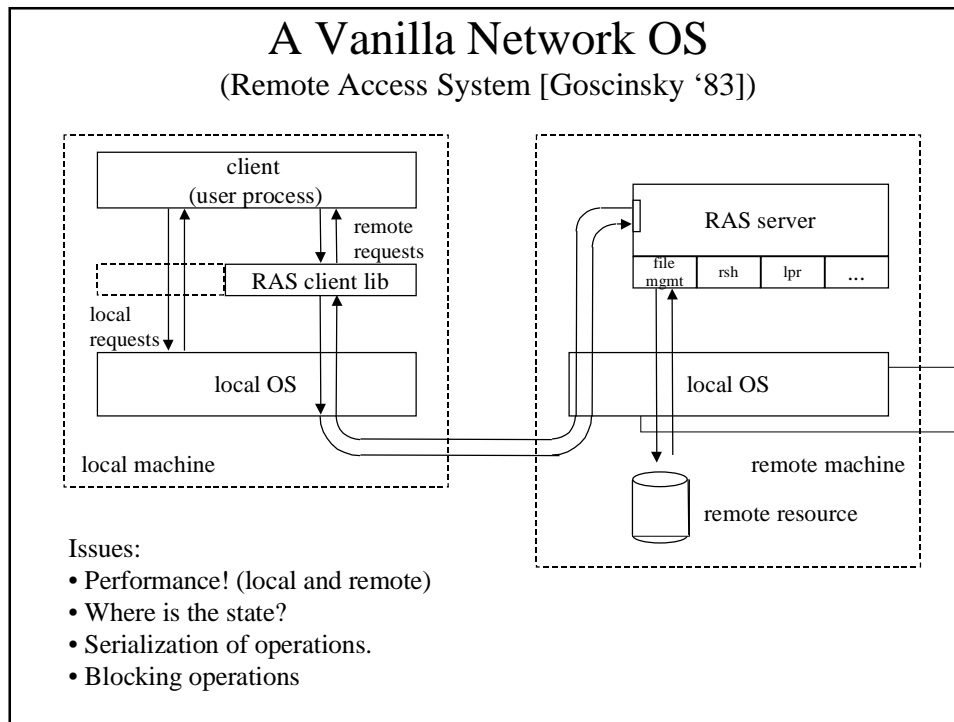 A Vanilla Network OS
(Remote Access System [Goscinsky ‘83])
client
(user process)
remote
requests
RAS client lib
local
requests
local OS
local machine
RAS server
file
mgmt
rsh
lpr
...
local OS
remote machine
remote resource
Issues:
• Performance! (local and remote)
• Where is the state?
• Serialization of operations.
• Blocking operations